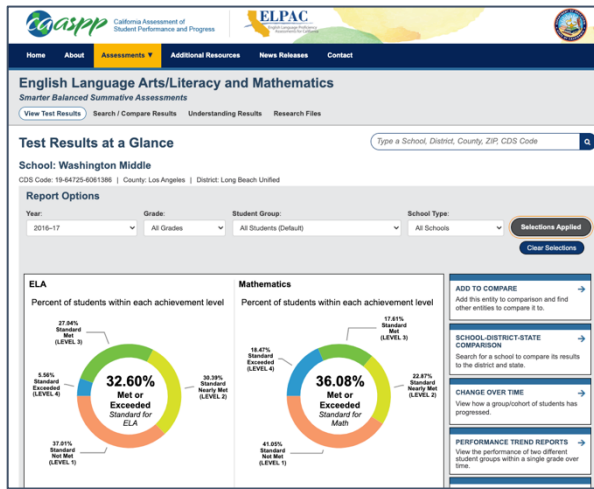 caaspp
California Assessment of
Student Performance and Progress
ELPAC
English Language Proficiency
Assessments for California
Home
About
Assessments ▼
Additional Resources
News Releases
Contact
English Language Arts/Literacy and Mathematics
Smarter Balanced Summative Assessments
View Test Results
Search / Compare Results
Understanding Results
Research Files
Test Results at a Glance
Type a School, District, County, ZIP, CDS Code
School: Washington Middle
CDS Code: 19-64725-6061386 | County: Los Angeles | District: Long Beach Unified
Report Options
Year:
Grade:
Student Group:
School Type:
2016–17
All Grades
All Students (Default)
All Schools
Selections Applied
Clear Selections
ELA
Percent of students within each achievement level
27.04%
Standard
Met
(LEVEL 3)
5.56%
Standard
Exceeded
(LEVEL 4)
32.60%
Met or
Exceeded
Standard for
ELA
30.39%
Standard
Nearly Met
(LEVEL 2)
37.01%
Standard
Not Met
(LEVEL 1)
Mathematics
Percent of students within each achievement level
17.61%
Standard
Met
(LEVEL 3)
18.47%
Standard
Exceeded
(LEVEL 4)
36.08%
Met or
Exceeded
Standard for
Math
22.87%
Standard
Nearly Met
(LEVEL 2)
41.05%
Standard
Not Met
(LEVEL 1)
ADD TO COMPARE
Add this entity to comparison and find
other entities to compare it to.
SCHOOL-DISTRICT-STATE
COMPARISON
Search for a school to compare its results
to the district and state.
CHANGE OVER TIME
View how a group/cohort of students has
progressed.
PERFORMANCE TREND REPORTS
View the performance of two different
student groups within a single grade over
time.